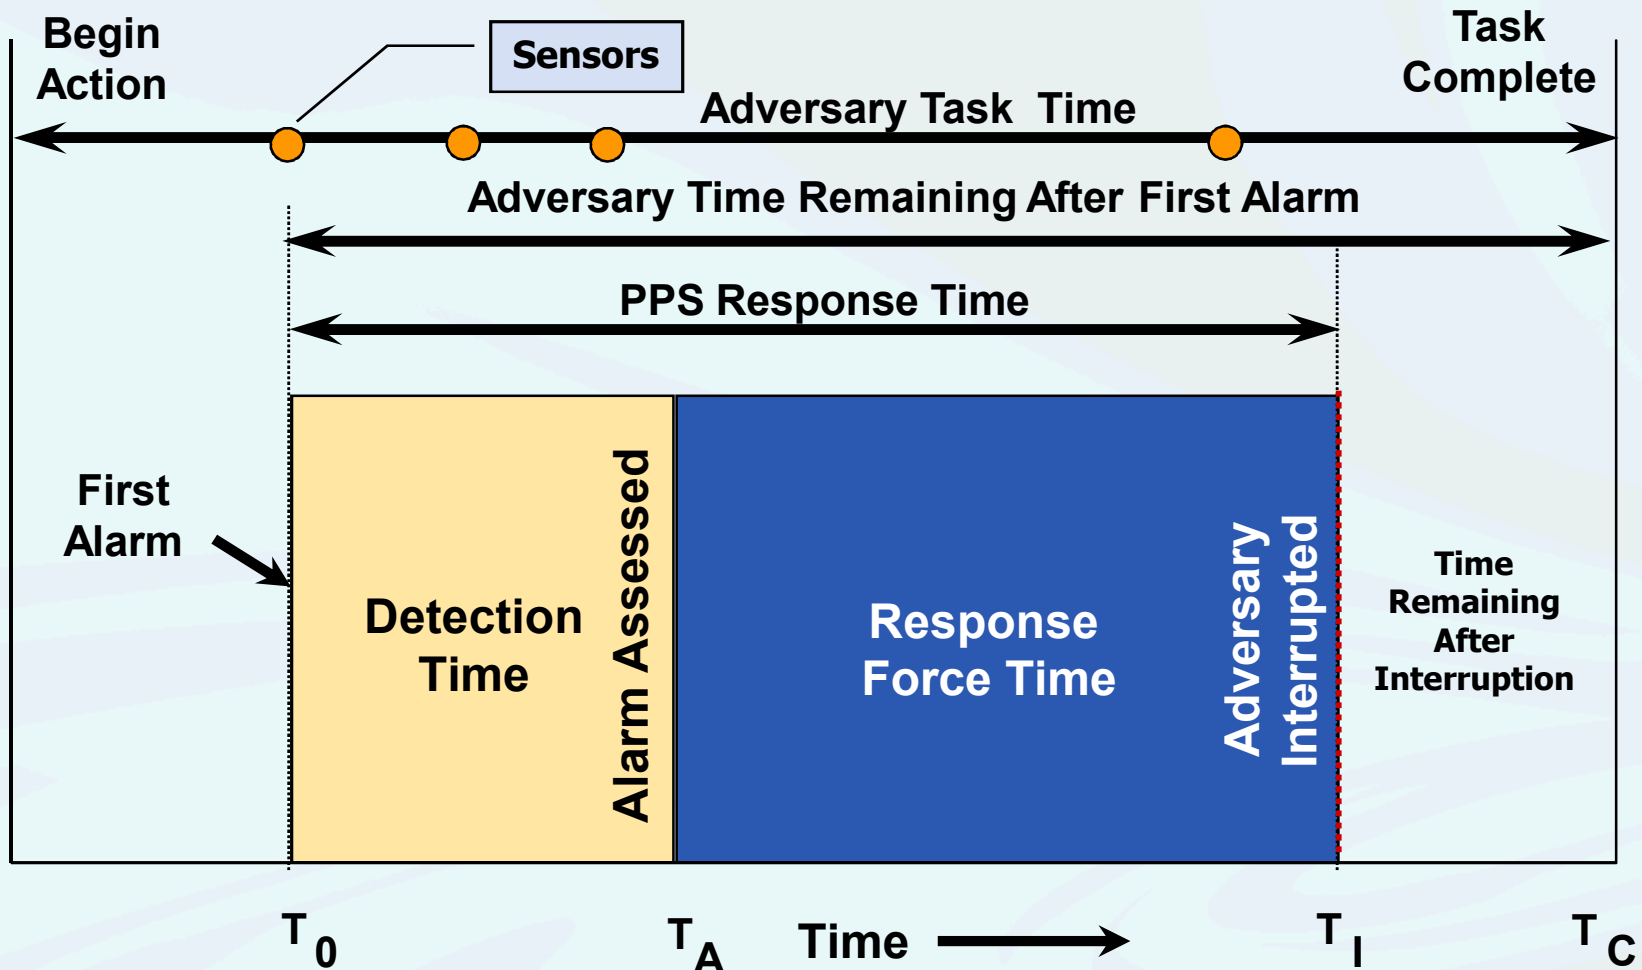 Begin
Action
Sensors
Task
Complete
Adversary Task Time
Adversary Time Remaining After First Alarm
PPS Response Time
First
Alarm
Detection
Time
Alarm Assessed
Response
Force Time
Adversary
Interrupted
Time
Remaining
After
Interruption
T0
TA
Time
TI
TC